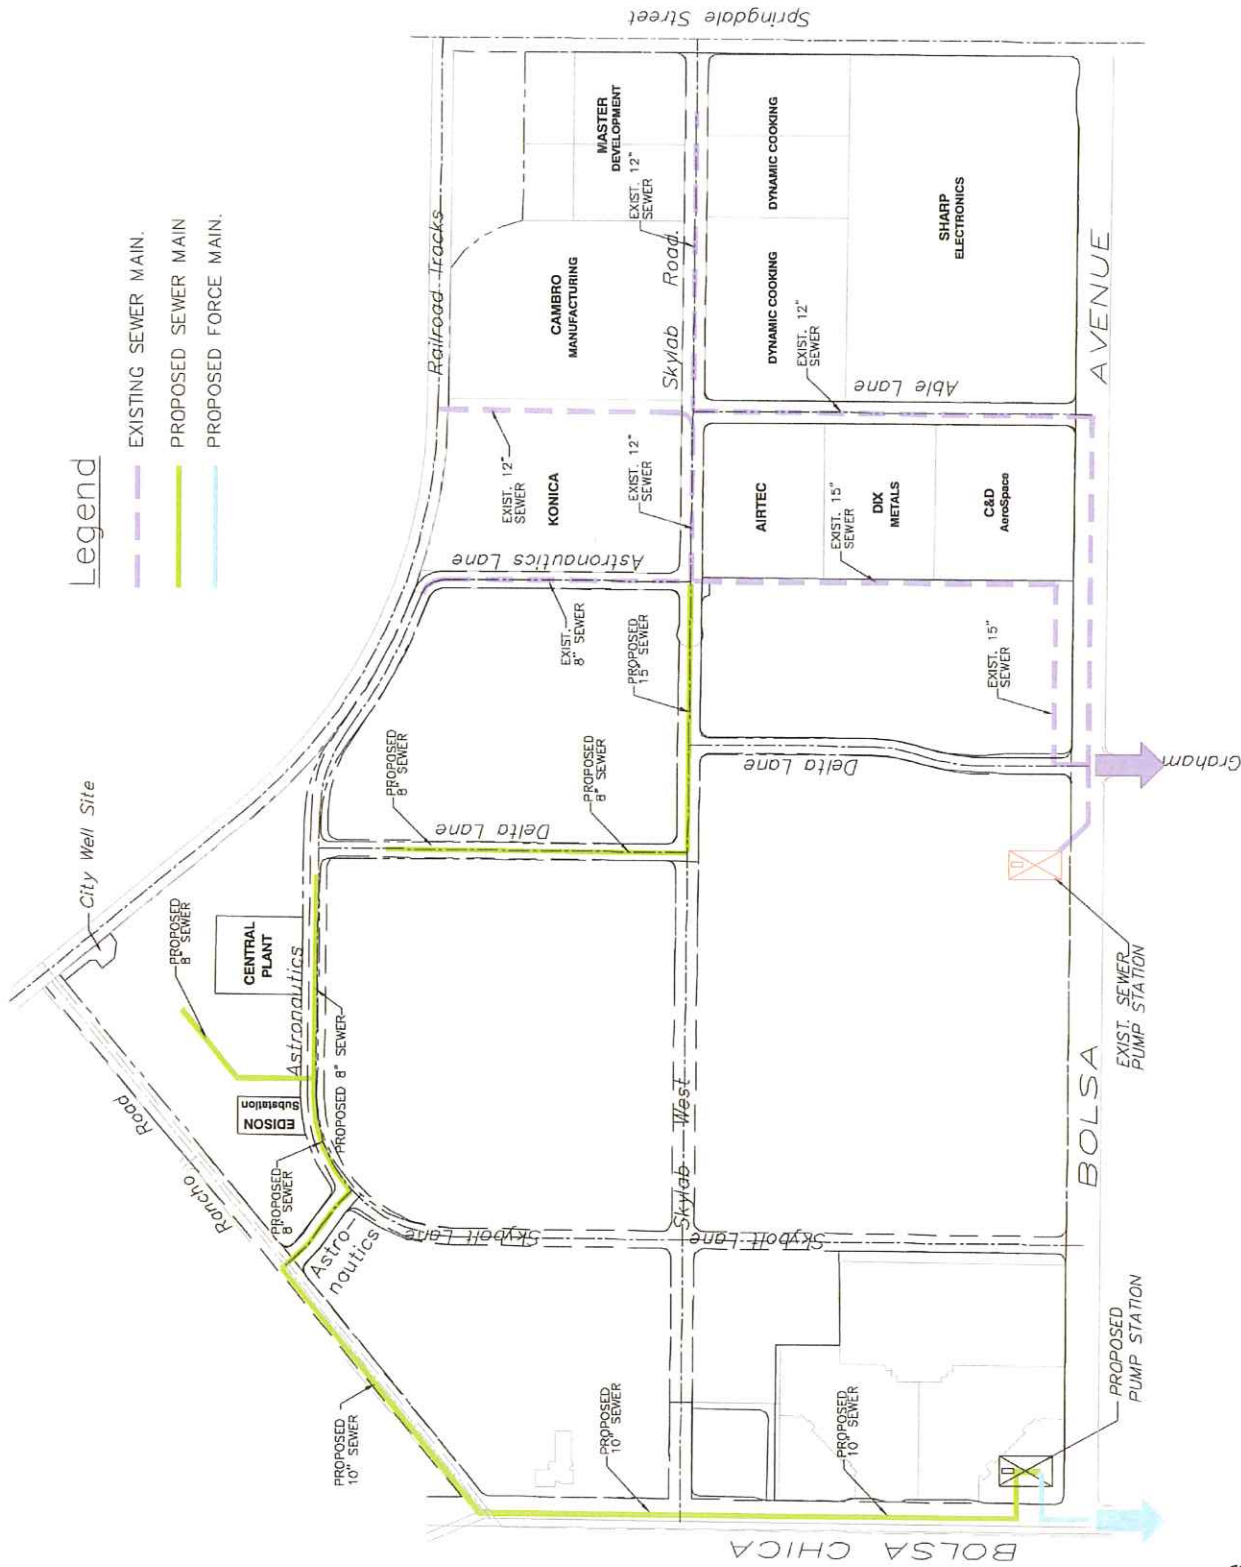 Legend
EXISTING SEWER MAIN.
PROPOSED SEWER MAIN
PROPOSED FORCE MAIN.
Springdale Street
Railroad Tracks
MASTER
DEVELOPMENT
EXIST. 12"
SEWER
CAMBRO
MANUFACTURING
Skylab Road.
DYNAMIC COOKING
DYNAMIC COOKING
SHARP
ELECTRONICS
EXIST. 12"
SEWER
Able Lane
AVENUE
EXIST. 12"
SEWER
KONICA
EXIST. 12"
SEWER
Astronautics Lane
AIRTEC
EXIST. 15"
SEWER
DIX
METALS
C&D
AeroSpace
EXIST.
8" SEWER
PROPOSED
15" SEWER
EXIST. 15"
SEWER
PROPOSED
8" SEWER
PROPOSED
8" SEWER
Delta Lane
Delta Lane
Graham
City Well Site
PROPOSED
8" SEWER
CENTRAL
PLANT
Astronautics
EDISON
Substation
PROPOSED 8" SEWER
PROPOSED
8" SEWER
Rancho Road
Astro-
nautics
Skybolt Lane
Skylab West
Skybolt Lane
EXIST. SEWER
PUMP STATION
BOLSA
PROPOSED
10" SEWER
PROPOSED
10" SEWER
PROPOSED
10" SEWER
PROPOSED
PUMP STATION
BOLSA CHICA